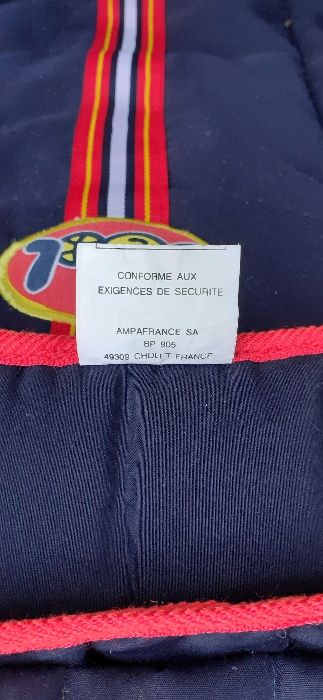 CONFORME AUX
EXIGENCES DE SECURITE
AMPAFRANCE SA
BP 905
49309 CHOLET FRANCE